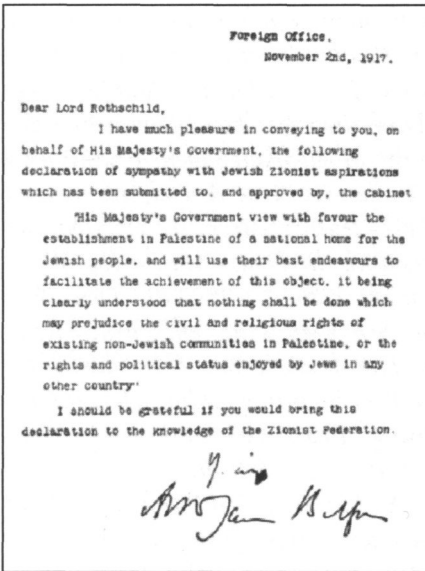 Foreign Office.
November 2nd, 1917.
Dear Lord Rothschild,
I have much pleasure in conveying to you, on
behalf of His Majesty's Government, the following
declaration of sympathy with Jewish Zionist aspirations
which has been submitted to, and approved by, the Cabinet
"His Majesty's Government view with favour the
establishment in Palestine of a national home for the
Jewish people, and will use their best endeavours to
facilitate the achievement of this object, it being
clearly understood that nothing shall be done which
may prejudice the civil and religious rights of
existing non-Jewish communities in Palestine, or the
rights and political status enjoyed by Jews in any
other country"
I should be grateful if you would bring this
declaration to the knowledge of the Zionist Federation.